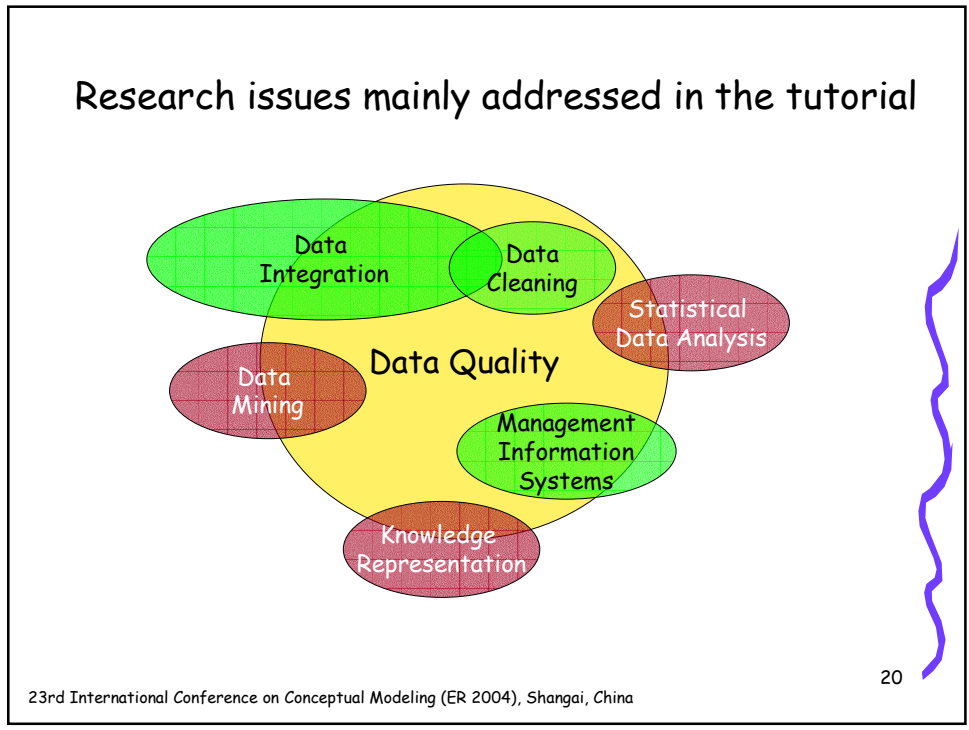 Research issues mainly addressed in the tutorial
Data
Integration
Data
Cleaning
Statistical
Data Analysis
Data Quality
Data
Mining
Management
Information
Systems
Knowledge
Representation
20
23rd International Conference on Conceptual Modeling (ER 2004), Shangai, China